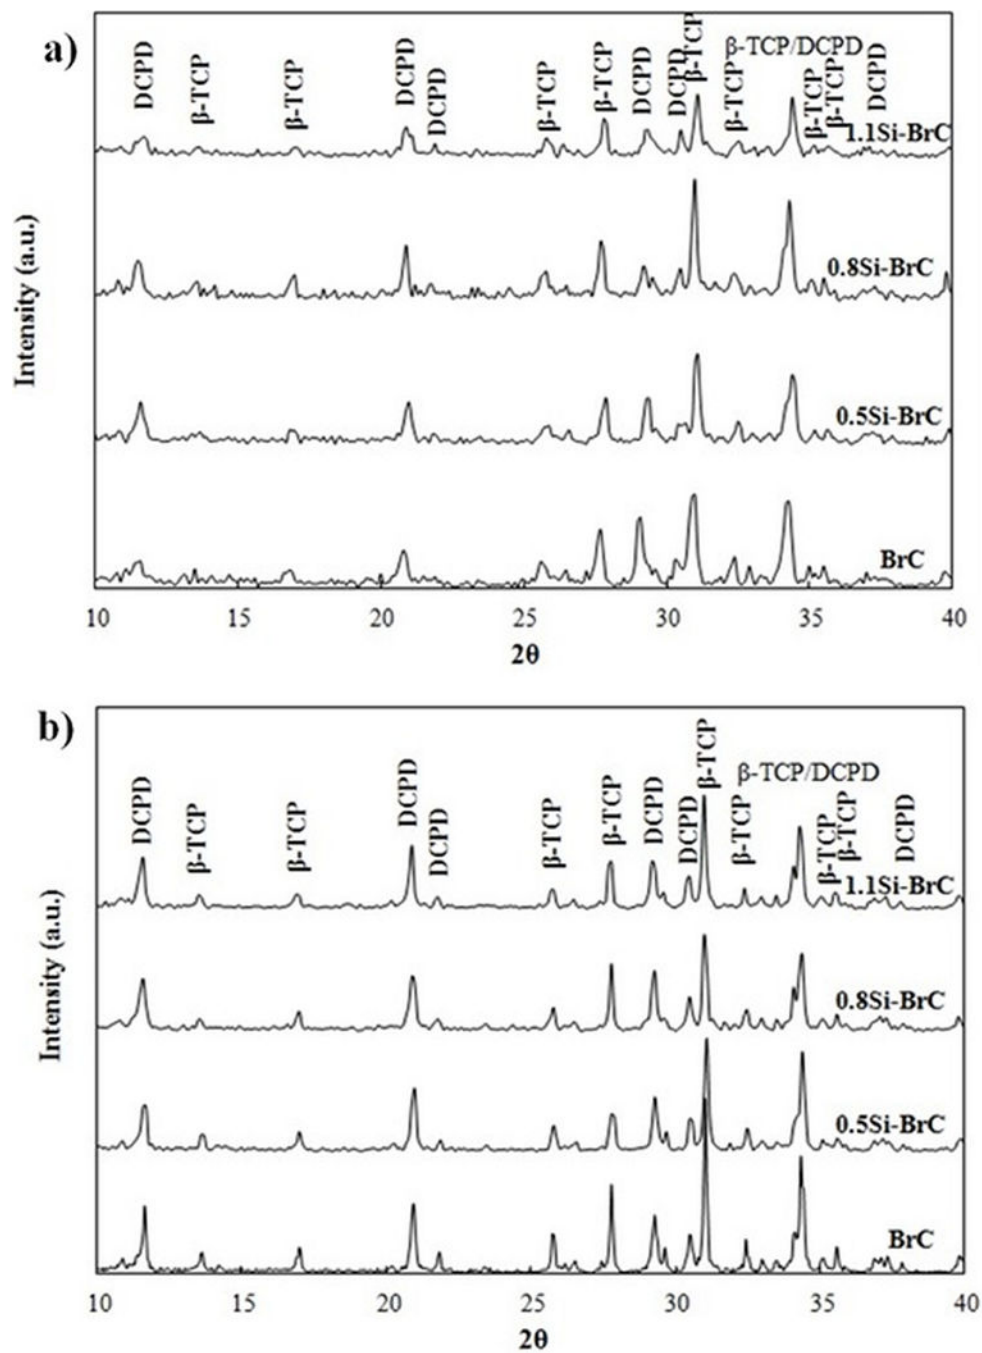 a)
DCPD
β-TCP
β-TCP
DCPD
DCPD
β-TCP
β-TCP
DCPD
DCPD
β-TCP
β-TCP
β-TCP/DCPD
β-TCP
β-TCP
DCPD
1.1Si-BrC
0.8Si-BrC
0.5Si-BrC
BrC
Intensity (a.u.)
10 15 20 25 30 35 40
2θ
b)
DCPD
β-TCP
β-TCP
DCPD
DCPD
β-TCP
β-TCP
DCPD
DCPD
β-TCP
β-TCP
β-TCP/DCPD
β-TCP
β-TCP
DCPD
1.1Si-BrC
0.8Si-BrC
0.5Si-BrC
BrC
Intensity (a.u.)
10 15 20 25 30 35 40
2θ